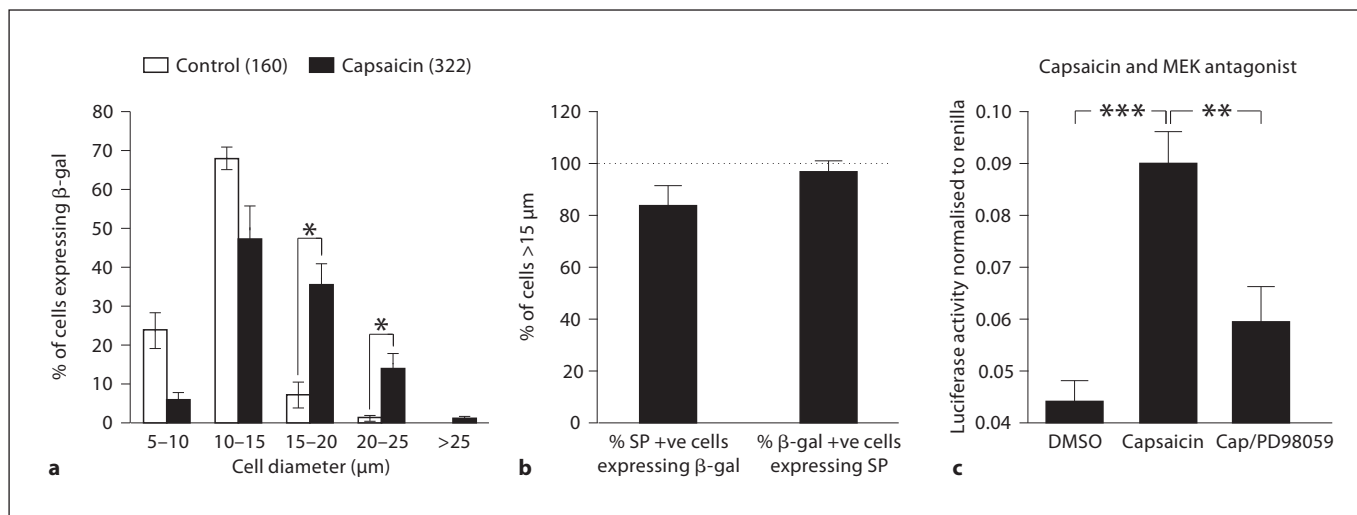 Control (160) Capsaicin (322)
80
70
60
50
40
30
20
10
0
% of cells expressing β-gal
*
*
5–10 10–15 15–20 20–25 >25
Cell diameter (μm)
a
120
100
80
60
40
20
0
% of cells >15 μm
% SP +ve cells
expressing β-gal
% β-gal +ve cells
expressing SP
b
Capsaicin and MEK antagonist
0.10
0.09
0.08
0.07
0.06
0.05
0.04
Luciferase activity normalised to renilla
*** **
DMSO Capsaicin Cap/PD98059
c